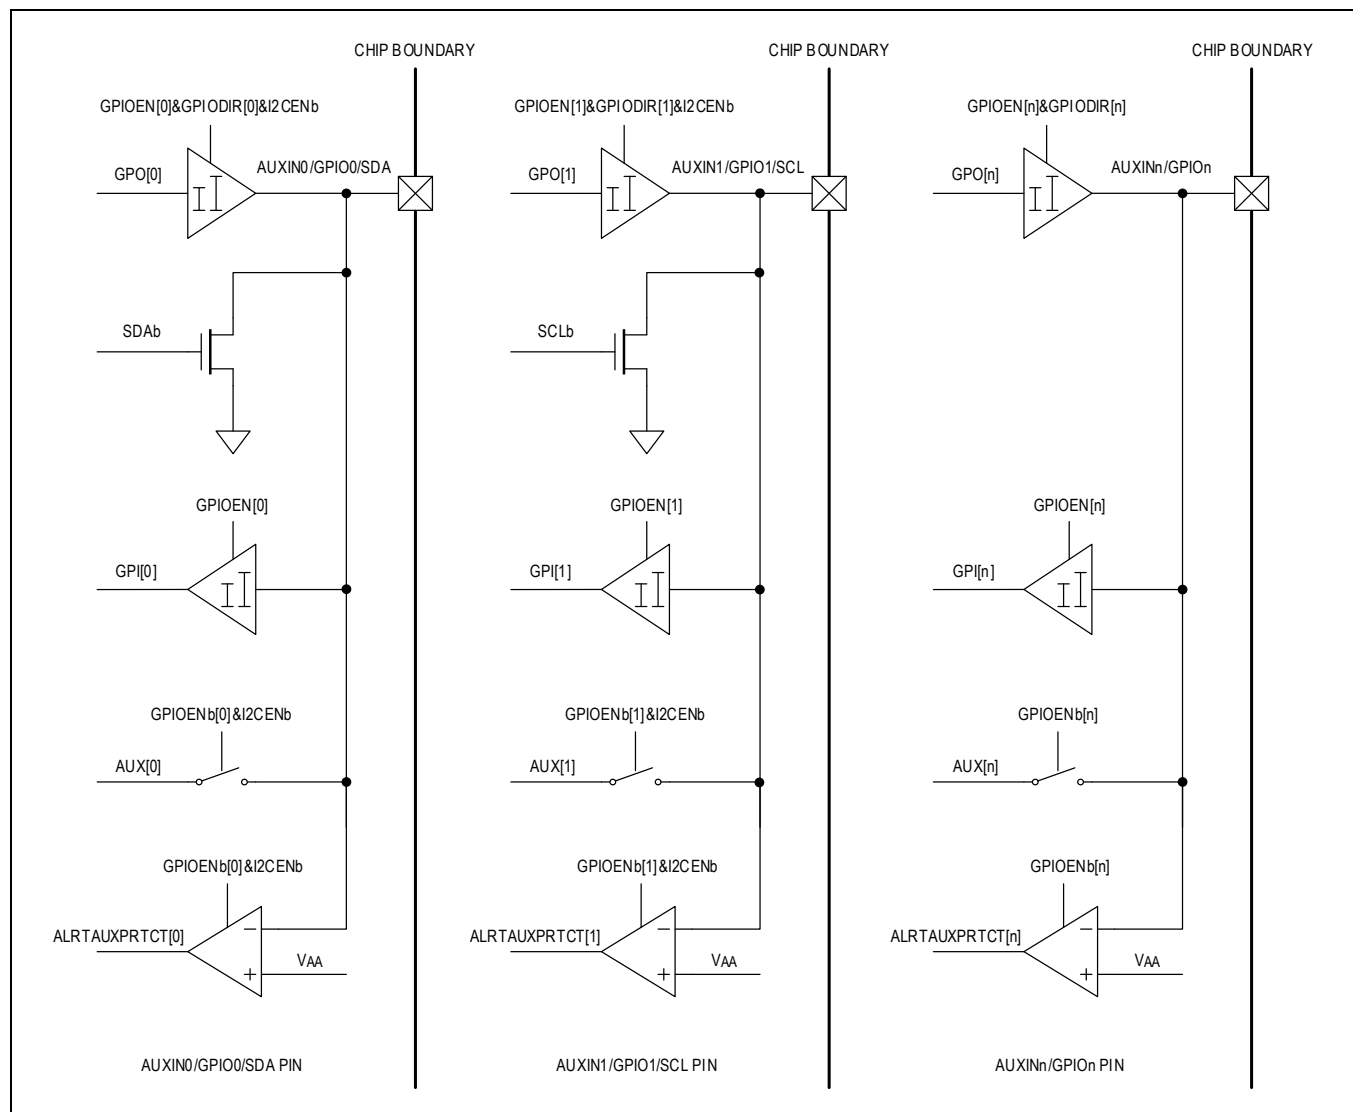 CHIP BOUNDARY CHIP BOUNDARY CHIP BOUNDARY
GPIOEN[0]&GPIODIR[0]&I2CENb GPIOEN[1]&GPIODIR[1]&I2CENb GPIOEN[n]&GPIODIR[n]
GPO[0] AUXIN0/GPIO0/SDA GPO[1] AUXIN1/GPIO1/SCL GPO[n] AUXINn/GPIOn
SDAb SCLb
GPIOEN[0] GPIOEN[1] GPIOEN[n]
GPI[0] GPI[1] GPI[n]
GPIOENb[0]&I2CENb GPIOENb[1]&I2CENb GPIOENb[n]
AUX[0] AUX[1] AUX[n]
GPIOENb[0]&I2CENb GPIOENb[1]&I2CENb GPIOENb[n]
− − −
ALRTAUXPRTCT[0] ALRTAUXPRTCT[1] ALRTAUXPRTCT[n]
+ VAA + VAA + VAA
AUXIN0/GPIO0/SDA PIN AUXIN1/GPIO1/SCL PIN AUXINn/GPIOn PIN